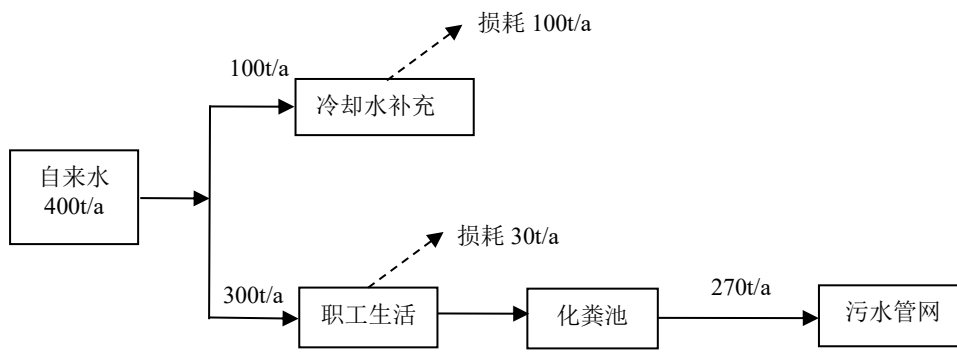 损耗 100t/a
100t/a
冷却水补充
自来水
400t/a
损耗 30t/a
300t/a
职工生活
化粪池
270t/a
污水管网